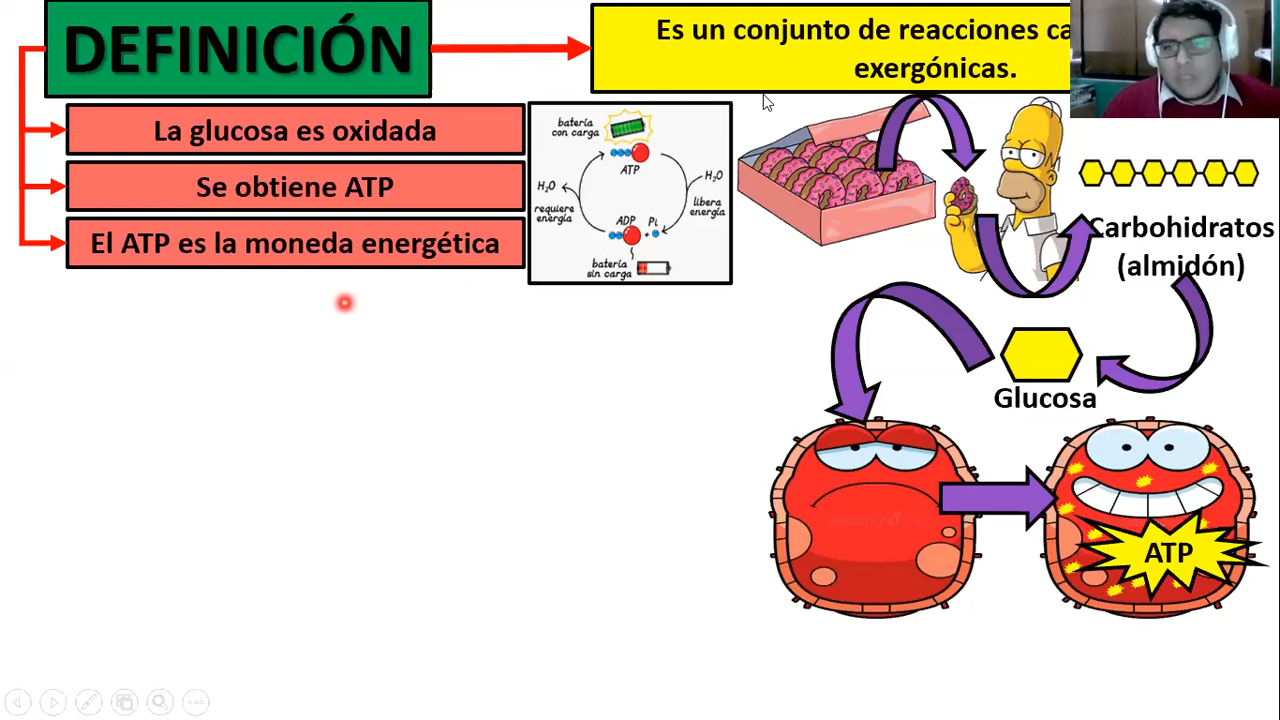 DEFINICIÓN
Es un conjunto de reacciones
exergónicas.
La glucosa es oxidada
Se obtiene ATP
El ATP es la moneda energética
batería
con carga
ATP
H₂O
requiere
energía
H₂O
libera
energía
ADP + Pi
batería
sin carga
Carbohidratos
(almidón)
Glucosa
ATP